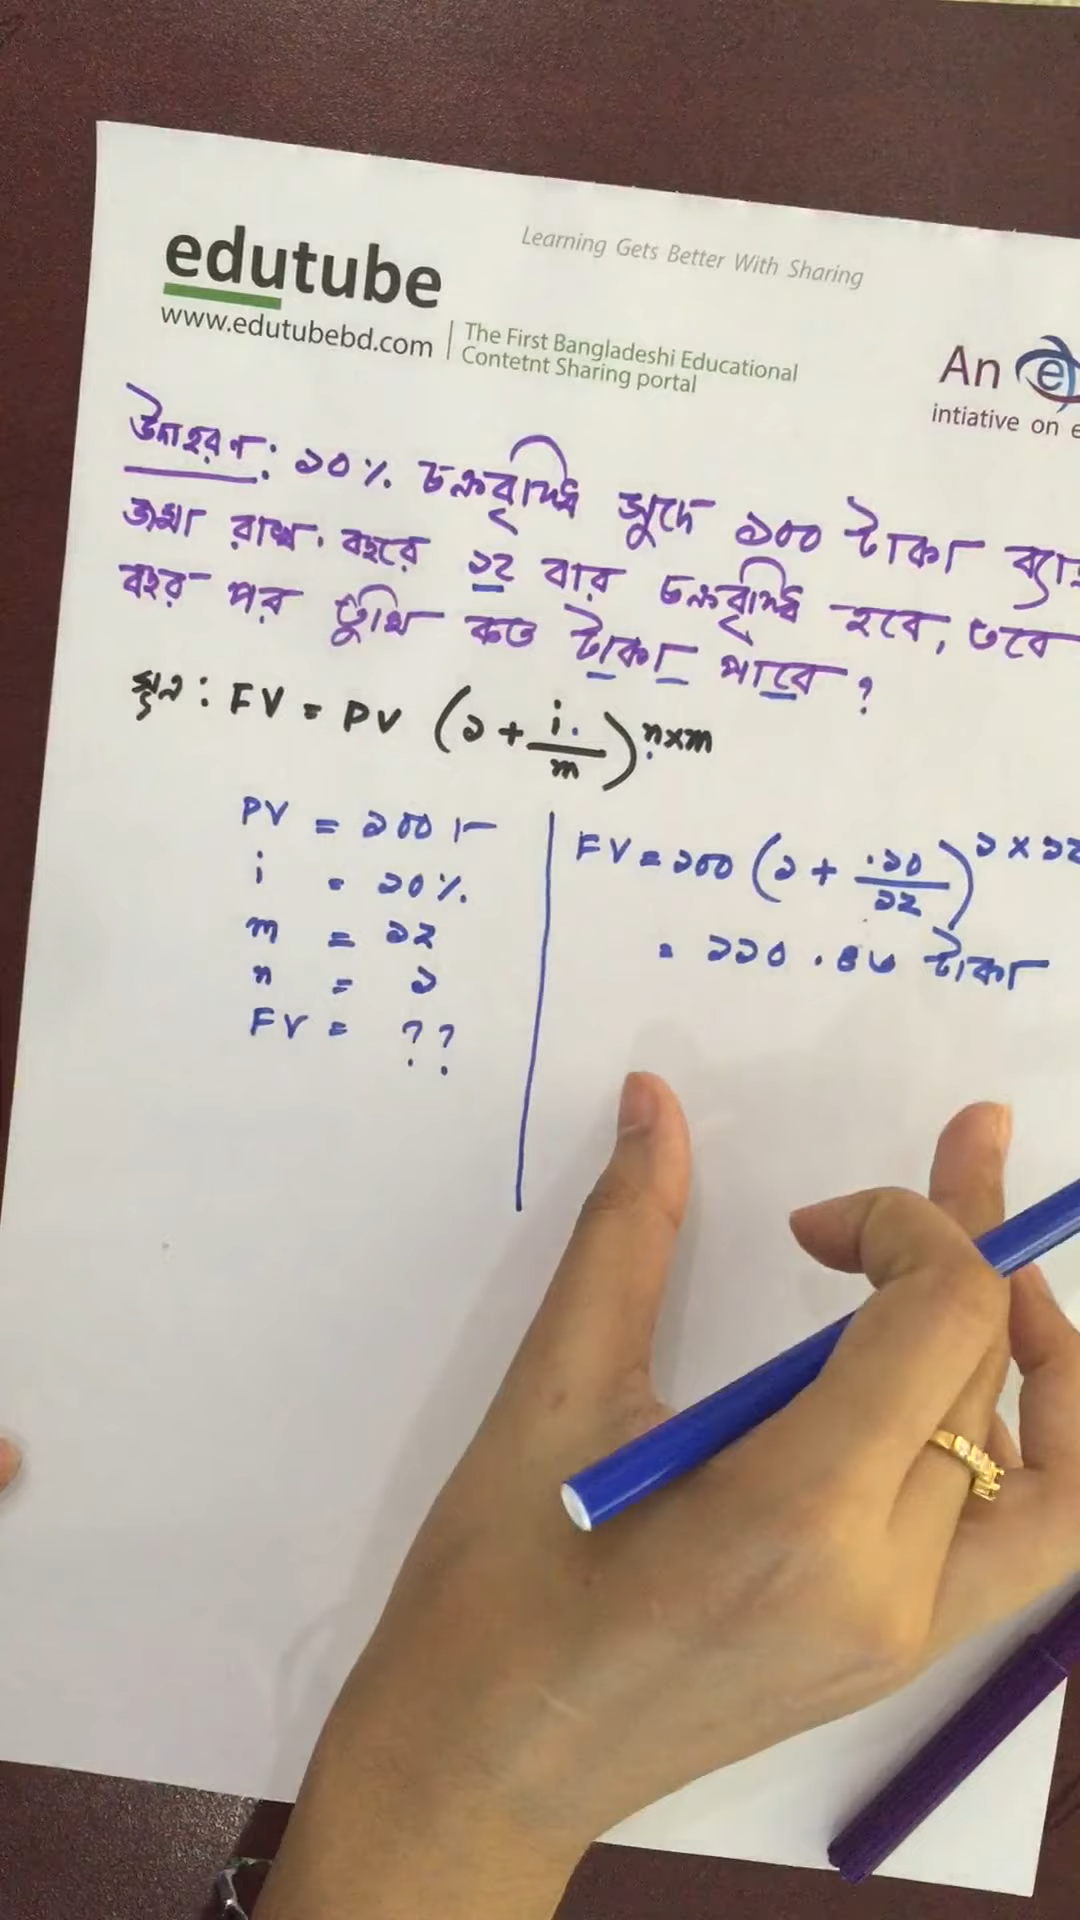 Learning Gets Better With Sharing
edutube
www.edutubebd.com
The First Bangladeshi Educational
Contetnt Sharing portal
An e
intiative on e
উদাহরণ: ১০% চক্রবৃদ্ধি সুদে ১০০ টাকা
জমা রাখ. বছরে ১২ বার চক্রবৃদ্ধি হবে, তবে
বছর পর তুমি কত টাকা পাবে?
সূত্র: FV = PV (১ + i/m)^n×m
PV = ১০০ ৷-
i = ১০%.
m = ১২
n = ১
FV = ??
FV = ১০০ (১ + .১০/১২)^১×১২
= ১১০.৪৬ টাকা